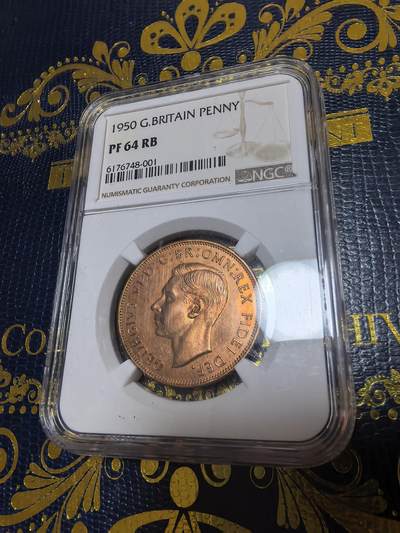 1950 G.BRITAIN PENNY
PF 64 RB
6176748-001
NUMISMATIC GUARANTY CORPORATION
NGC
GEORGIVS VI D:G:BR:OMN:REX FIDEI DEF.